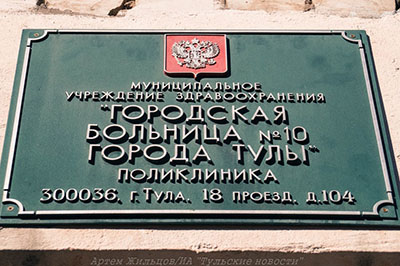 МУНИЦИПАЛЬНОЕ
УЧРЕЖДЕНИЕ ЗДРАВООХРАНЕНИЯ
"ГОРОДСКАЯ
БОЛЬНИЦА №10
ГОРОДА ТУЛЫ"
ПОЛИКЛИНИКА
300036, г. ТУЛА, 18 ПРОЕЗД, Д.104
Артем Жильцов/ИА "Тульские новости"